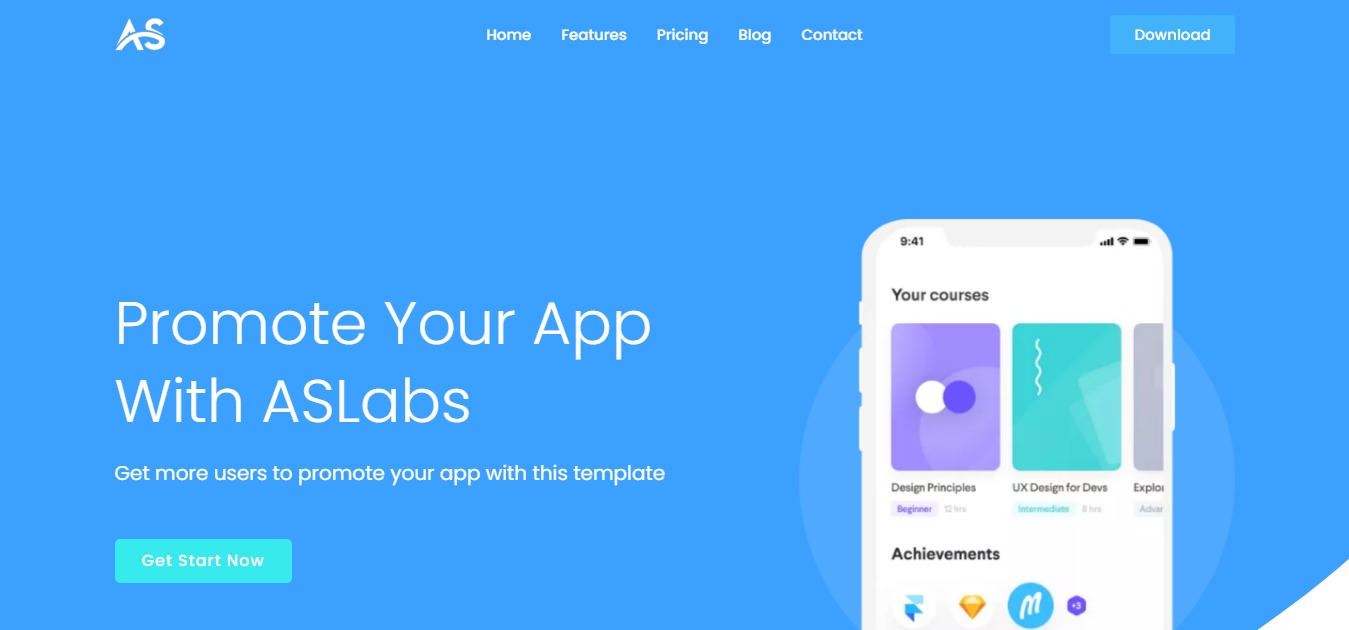 AS
Home Features Pricing Blog Contact
Download
Promote Your App
With ASLabs
Get more users to promote your app with this template
Get Start Now
9:41
Your courses
Design Principles UX Design for Devs Explor
Beginner 12 hrs Intermediate 8 hrs Advan
Achievements
+3